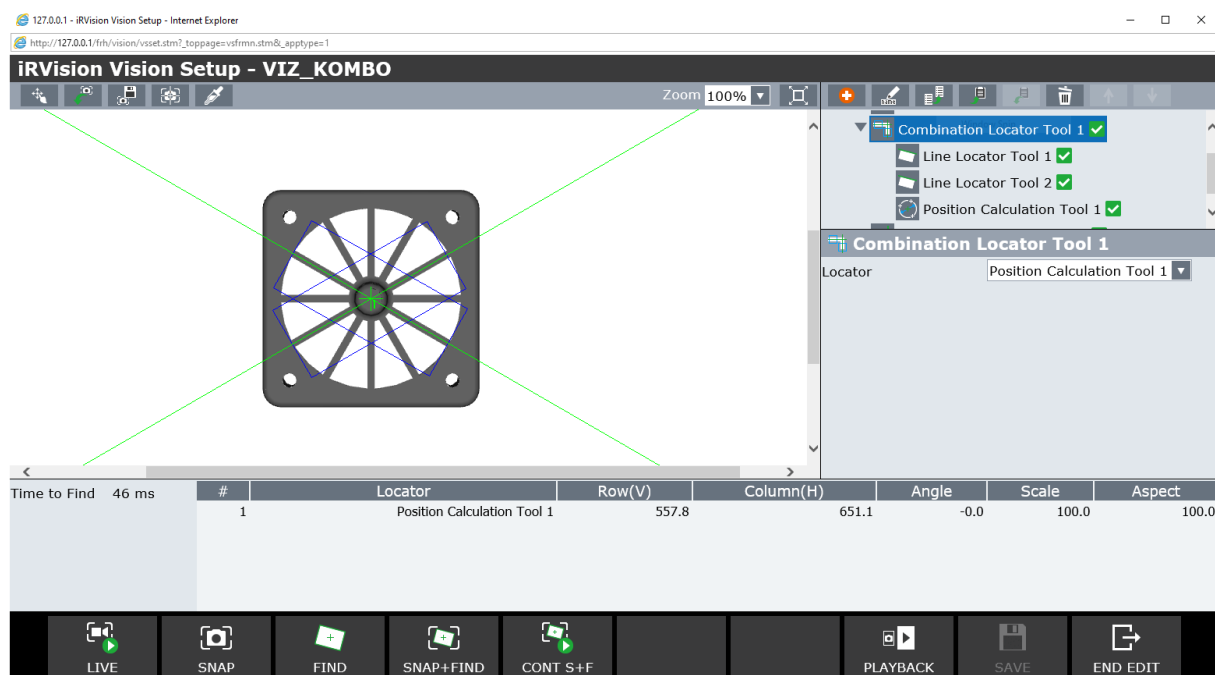 127.0.0.1 - iRVision Vision Setup - Internet Explorer
http://127.0.0.1/frh/vision/vsset.stm?_toppage=vsfrmn.stm&_apptype=1
iRVision Vision Setup - VIZ_KOMBO
Zoom 100%
Combination Locator Tool 1
Line Locator Tool 1
Line Locator Tool 2
Position Calculation Tool 1
Combination Locator Tool 1
Locator Position Calculation Tool 1
Time to Find 46 ms
# Locator Row(V) Column(H) Angle Scale Aspect
1 Position Calculation Tool 1 557.8 651.1 -0.0 100.0 100.0
LIVE SNAP FIND SNAP+FIND CONT S+F PLAYBACK SAVE END EDIT